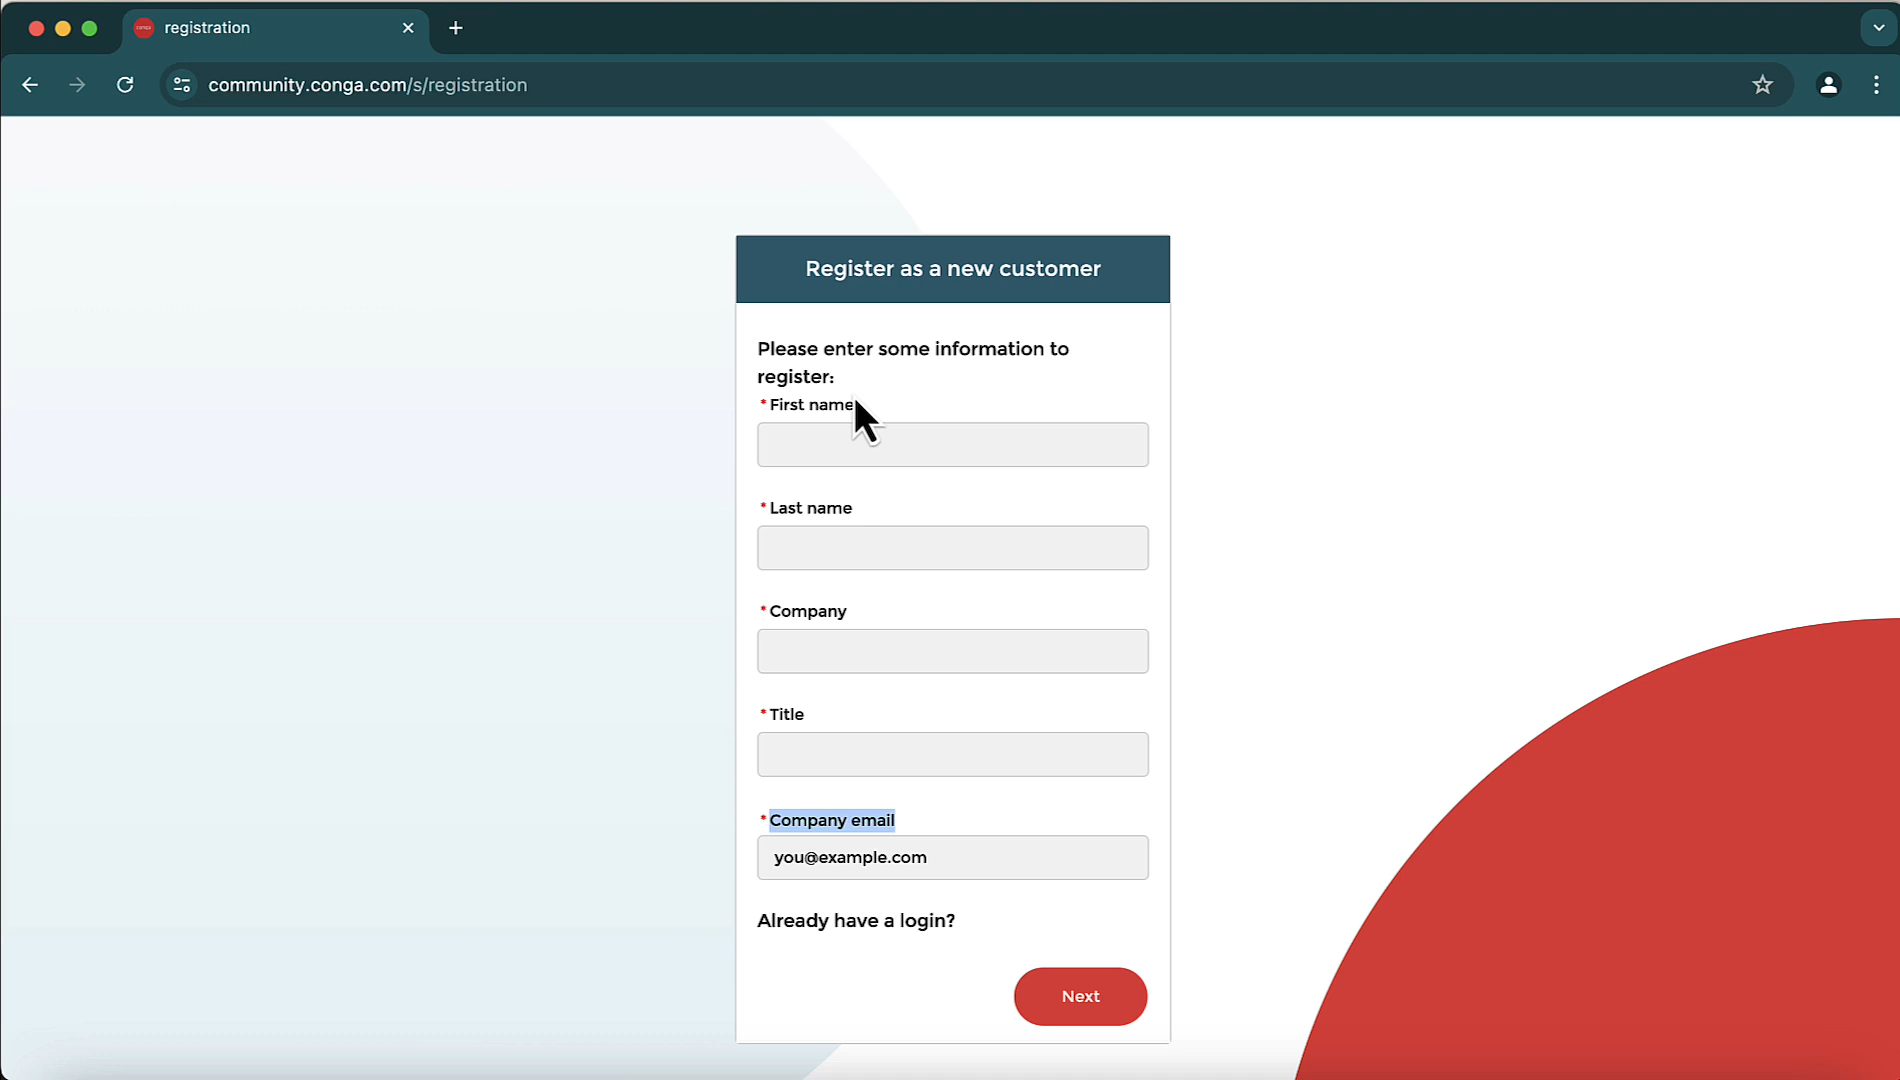 registration
community.conga.com/s/registration
Register as a new customer
Please enter some information to
register:
* First name
* Last name
* Company
* Title
* Company email
you@example.com
Already have a login?
Next